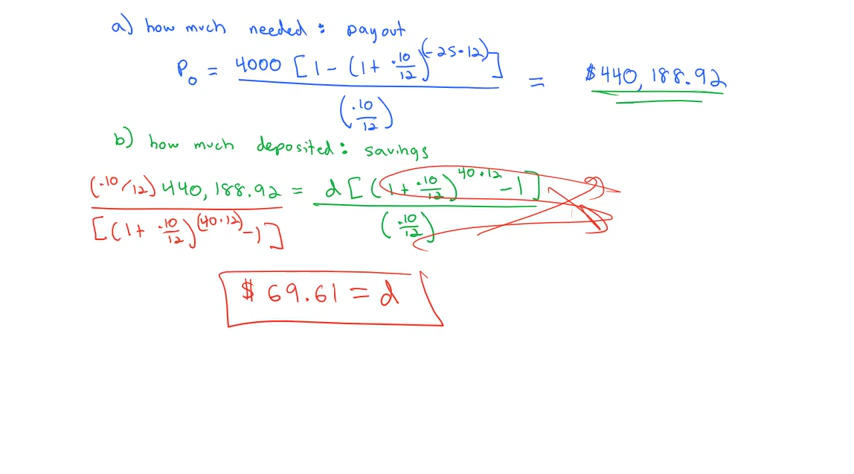 a) how much needed: payout
P₀ = 4000 [1 - (1 + .10/12)^(-25·12)] / (.10/12) = $440,188.92
b) how much deposited: savings
(.10/12) 440,188.92 / [(1 + .10/12)^(40·12) - 1] = d [(1 + .10/12)^40·12 - 1] / (.10/12)
$69.61 = d